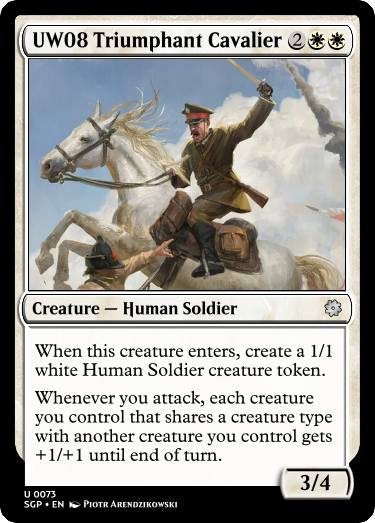 UW08 Triumphant Cavalier 2
Creature — Human Soldier
When this creature enters, create a 1/1
white Human Soldier creature token.
Whenever you attack, each creature
you control that shares a creature type
with another creature you control gets
+1/+1 until end of turn.
3/4
U 0073
SGP • EN Piotr Arendzikowski